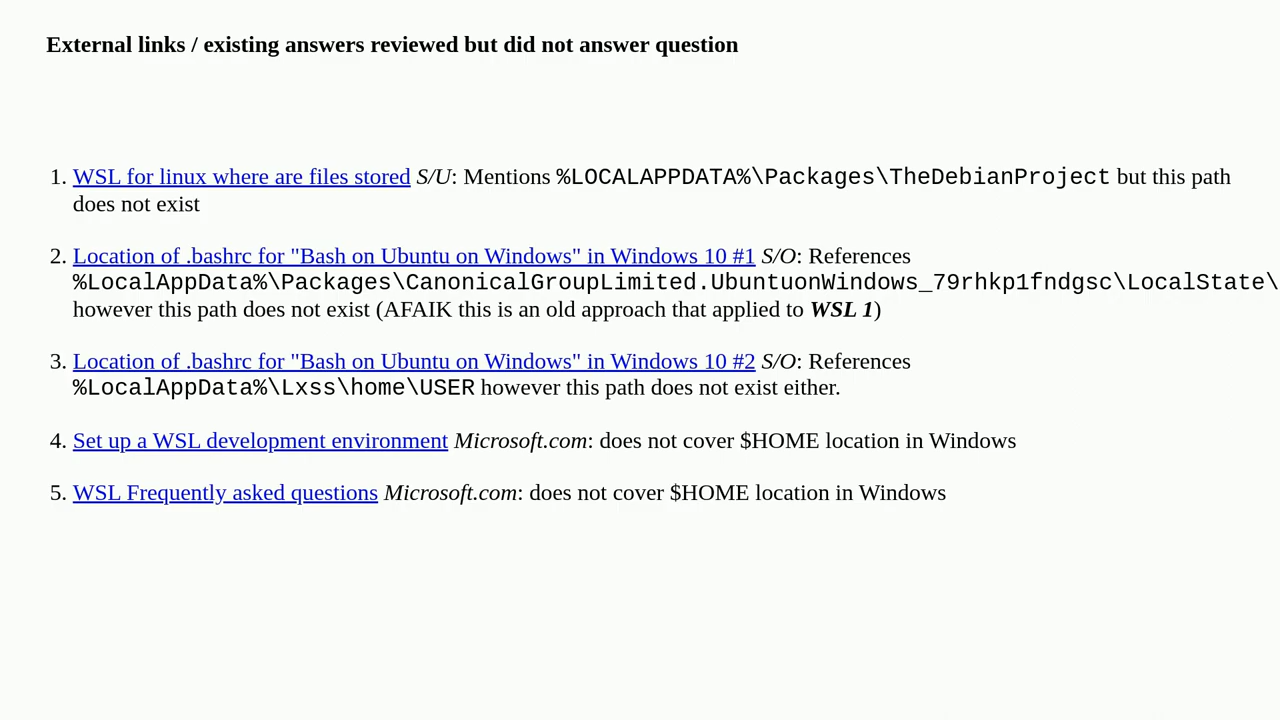 External links / existing answers reviewed but did not answer question
1. WSL for linux where are files stored S/U: Mentions %LOCALAPPDATA%\Packages\TheDebianProject but this path
does not exist
2. Location of .bashrc for "Bash on Ubuntu on Windows" in Windows 10 #1 S/O: References
%LocalAppData%\Packages\CanonicalGroupLimited.UbuntuonWindows_79rhkp1fndgsc\LocalState\
however this path does not exist (AFAIK this is an old approach that applied to WSL 1)
3. Location of .bashrc for "Bash on Ubuntu on Windows" in Windows 10 #2 S/O: References
%LocalAppData%\Lxss\home\USER however this path does not exist either.
4. Set up a WSL development environment Microsoft.com: does not cover $HOME location in Windows
5. WSL Frequently asked questions Microsoft.com: does not cover $HOME location in Windows